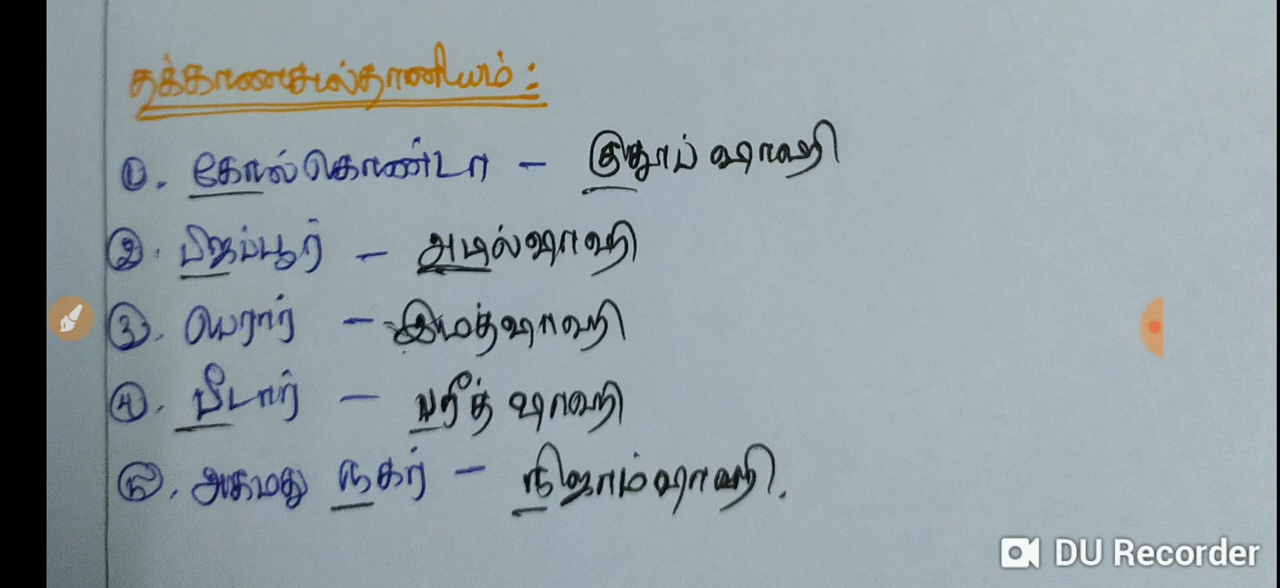 தக்காணசுல்தானியம் :
1. கோல்கொண்டா - குதூப் ஷாஹி
2. பிஜப்பூர் - அடில்ஷாஹி
3. பெரார் - இமத்ஷாஹி
4. பீடார் - பரீத் ஷாஹி
5. அகமது நகர் - நிஜாம்ஷாஹி.
DU Recorder